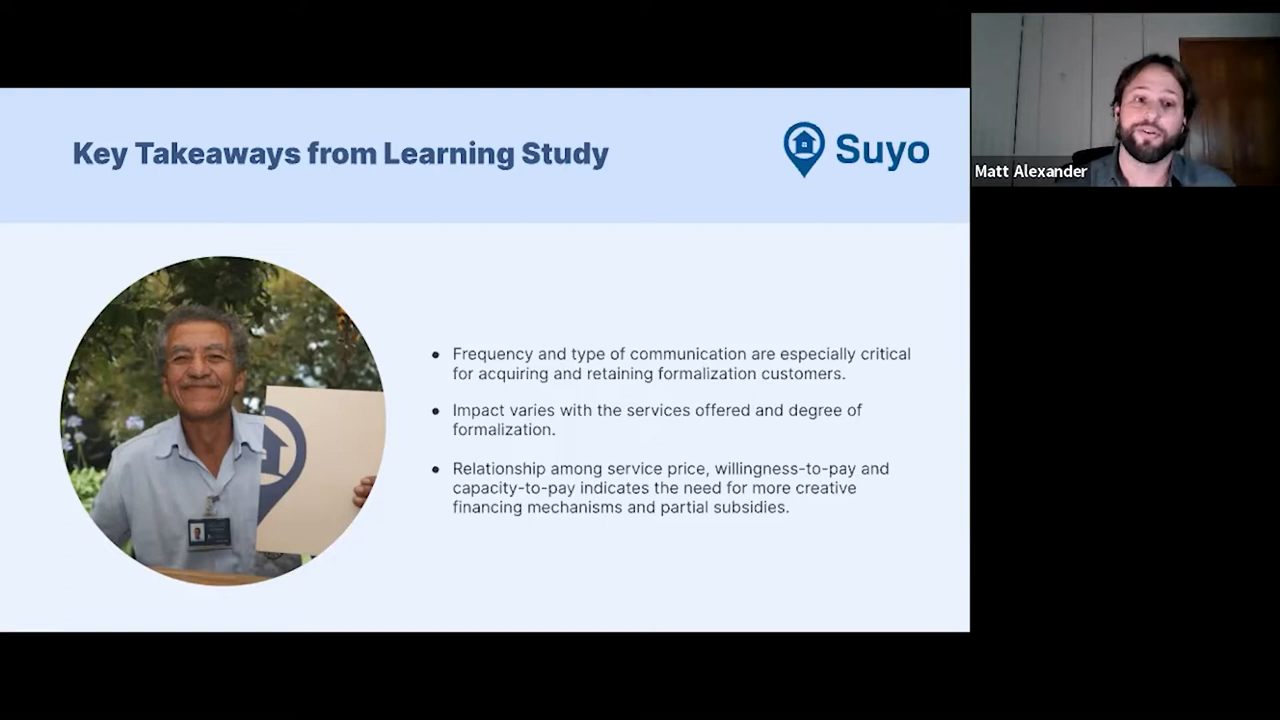 Key Takeaways from Learning Study
Suyo
Matt Alexander
• Frequency and type of communication are especially critical
for acquiring and retaining formalization customers.
• Impact varies with the services offered and degree of
formalization.
• Relationship among service price, willingness-to-pay and
capacity-to-pay indicates the need for more creative
financing mechanisms and partial subsidies.